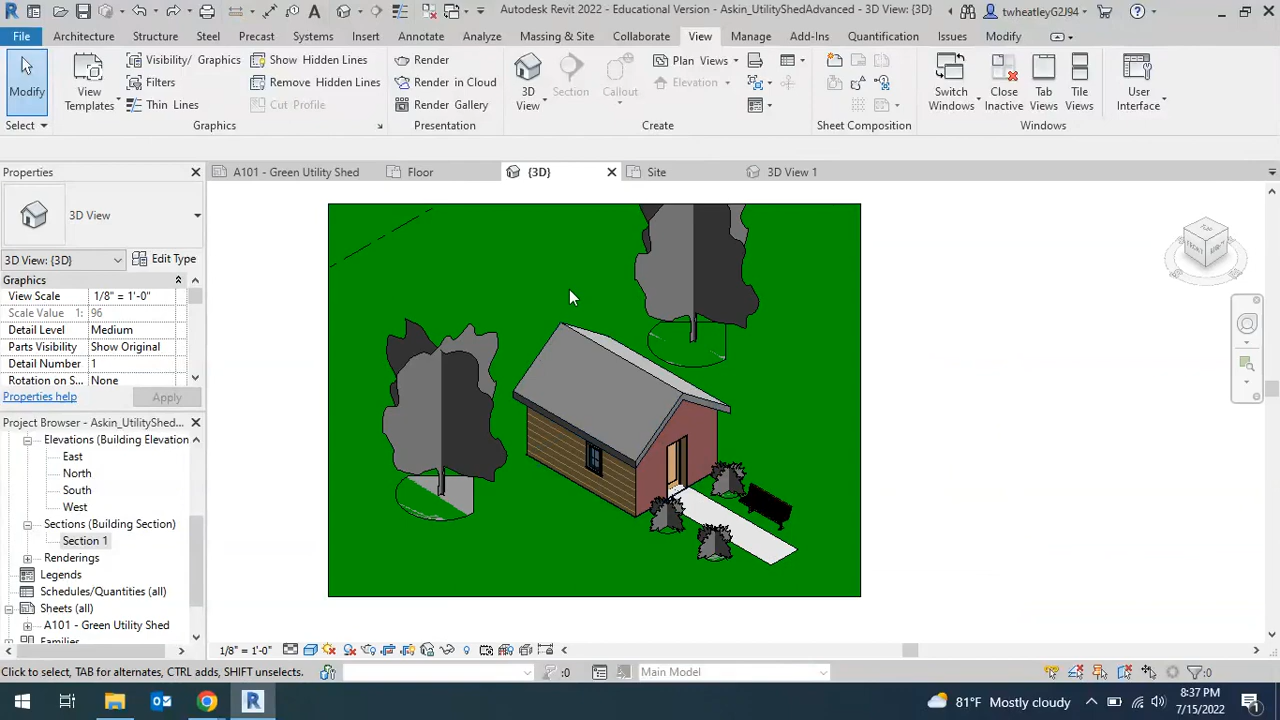 Autodesk Revit 2022 - Educational Version - Askin_UtilityShedAdvanced - 3D View: {3D}
twheatleyG2J94
File Architecture Structure Steel Precast Systems Insert Annotate Analyze Massing & Site Collaborate View Manage Add-Ins Quantification Issues Modify
Modify
View Templates
Visibility/ Graphics
Filters
Thin Lines
Show Hidden Lines
Remove Hidden Lines
Cut Profile
Render
Render in Cloud
Render Gallery
3D View
Section
Callout
Plan Views
Elevation
Switch Windows
Close Inactive
Tab Views
Tile Views
User Interface
Select Graphics Presentation Create Sheet Composition Windows
Properties
A101 - Green Utility Shed Floor {3D} Site 3D View 1
3D View
3D View: {3D} Edit Type
Graphics
View Scale 1/8" = 1'-0"
Scale Value 1: 96
Detail Level Medium
Parts Visibility Show Original
Detail Number 1
Rotation on S... None
Properties help Apply
Project Browser - Askin_UtilityShed...
Elevations (Building Elevation
East
North
South
West
Sections (Building Section)
Section 1
Renderings
Legends
Schedules/Quantities (all)
Sheets (all)
A101 - Green Utility Shed
Families
TOP
FRONT
1/8" = 1'-0"
Click to select, TAB for alternates, CTRL adds, SHIFT unselects.
:0
Main Model
:0
81°F Mostly cloudy
8:37 PM
7/15/2022